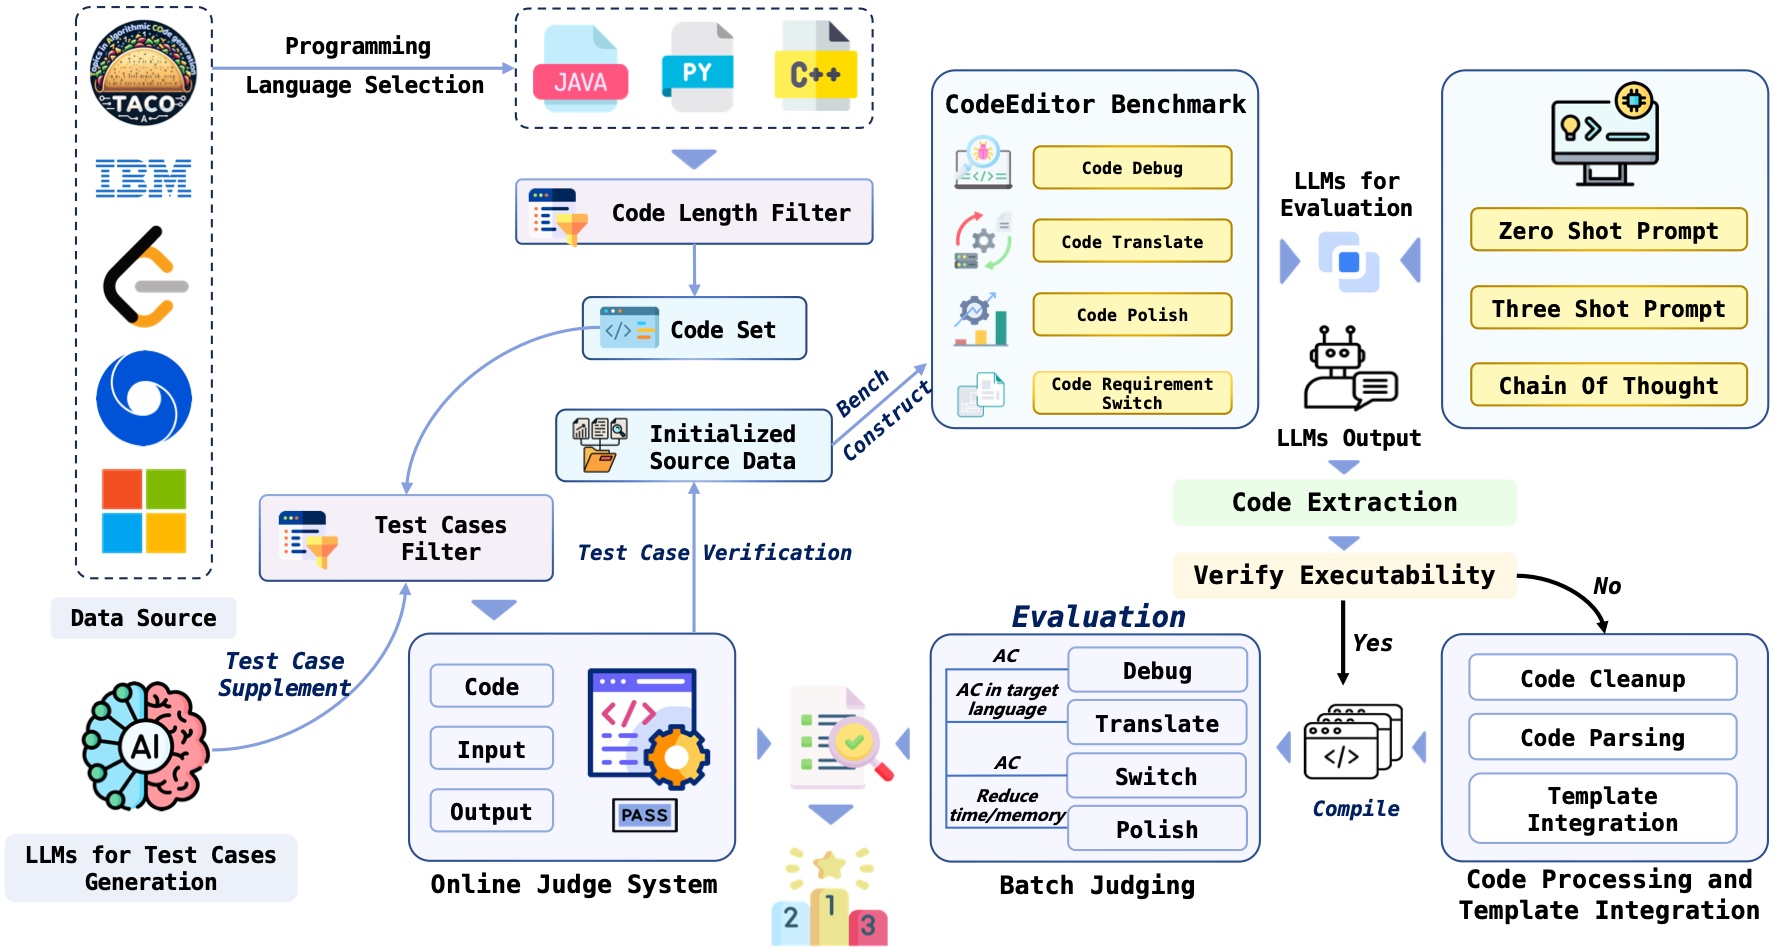 Topics in Algorithmic COde generation
TACO
IBM
Data Source
Programming
Language Selection
JAVA
PY
C++
Code Length Filter
</>
Code Set
Initialized
Source Data
Bench
Construct
Test Cases
Filter
Test Case Verification
Test Case
Supplement
AI
LLMs for Test Cases
Generation
Code
Input
Output
</>
PASS
Online Judge System
CodeEditor Benchmark
</>
Code Debug
Code Translate
Code Polish
Code Requirement
Switch
LLMs for
Evaluation
LLMs Output
Zero Shot Prompt
Three Shot Prompt
Chain Of Thought
Code Extraction
Verify Executability
No
Yes
Evaluation
AC
Debug
AC in target
language
Translate
AC
Switch
Reduce
time/memory
Polish
Batch Judging
</>
Compile
Code Cleanup
Code Parsing
Template
Integration
Code Processing and
Template Integration
2
1
3